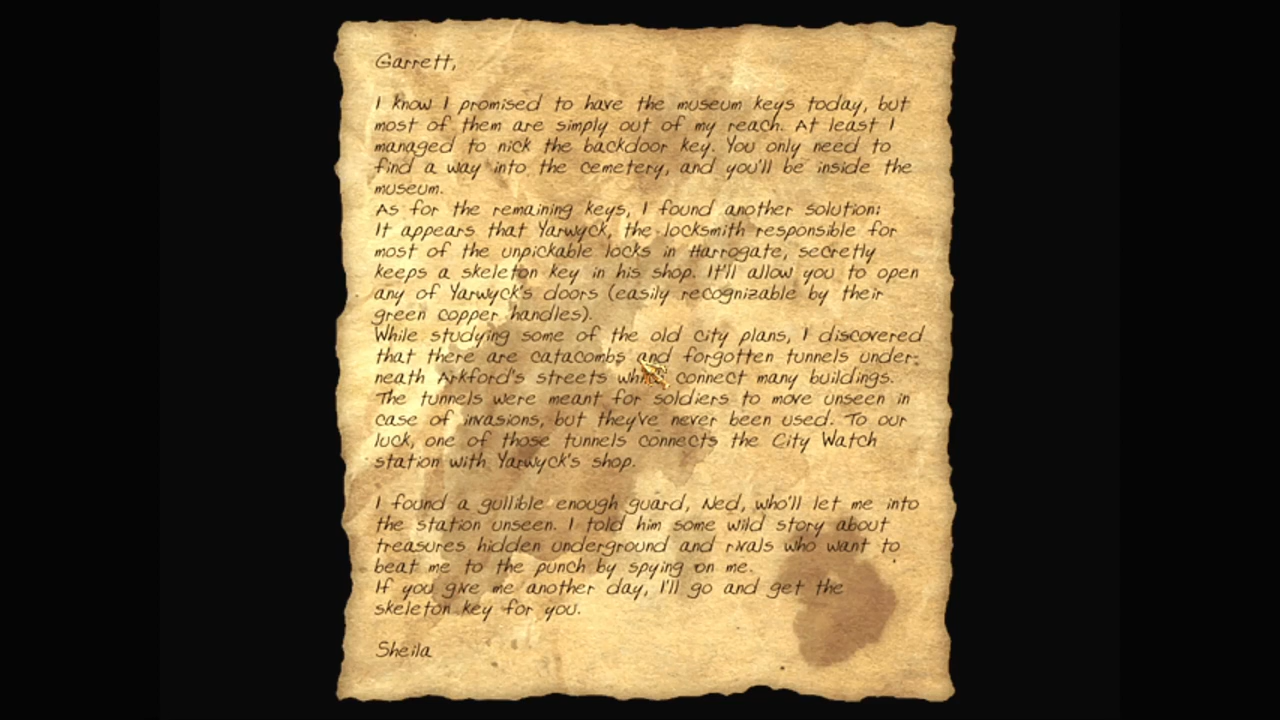 Garrett,
I know I promised to have the museum keys today, but
most of them are simply out of my reach. At least I
managed to nick the backdoor key. You only need to
find a way into the cemetery, and you'll be inside the
museum.
As for the remaining keys, I found another solution:
It appears that Yarwyck, the locksmith responsible for
most of the unpickable locks in Harrogate, secretly
keeps a skeleton key in his shop. It'll allow you to open
any of Yarwyck's doors (easily recognizable by their
green copper handles).
While studying some of the old city plans, I discovered
that there are catacombs and forgotten tunnels under-
neath Arkford's streets which connect many buildings.
The tunnels were meant for soldiers to move unseen in
case of invasions, but they've never been used. To our
luck, one of those tunnels connects the City Watch
station with Yarwyck's shop.
I found a gullible enough guard, Ned, who'll let me into
the station unseen. I told him some wild story about
treasures hidden underground and rivals who want to
beat me to the punch by spying on me.
If you give me another day, I'll go and get the
skeleton key for you.
Sheila